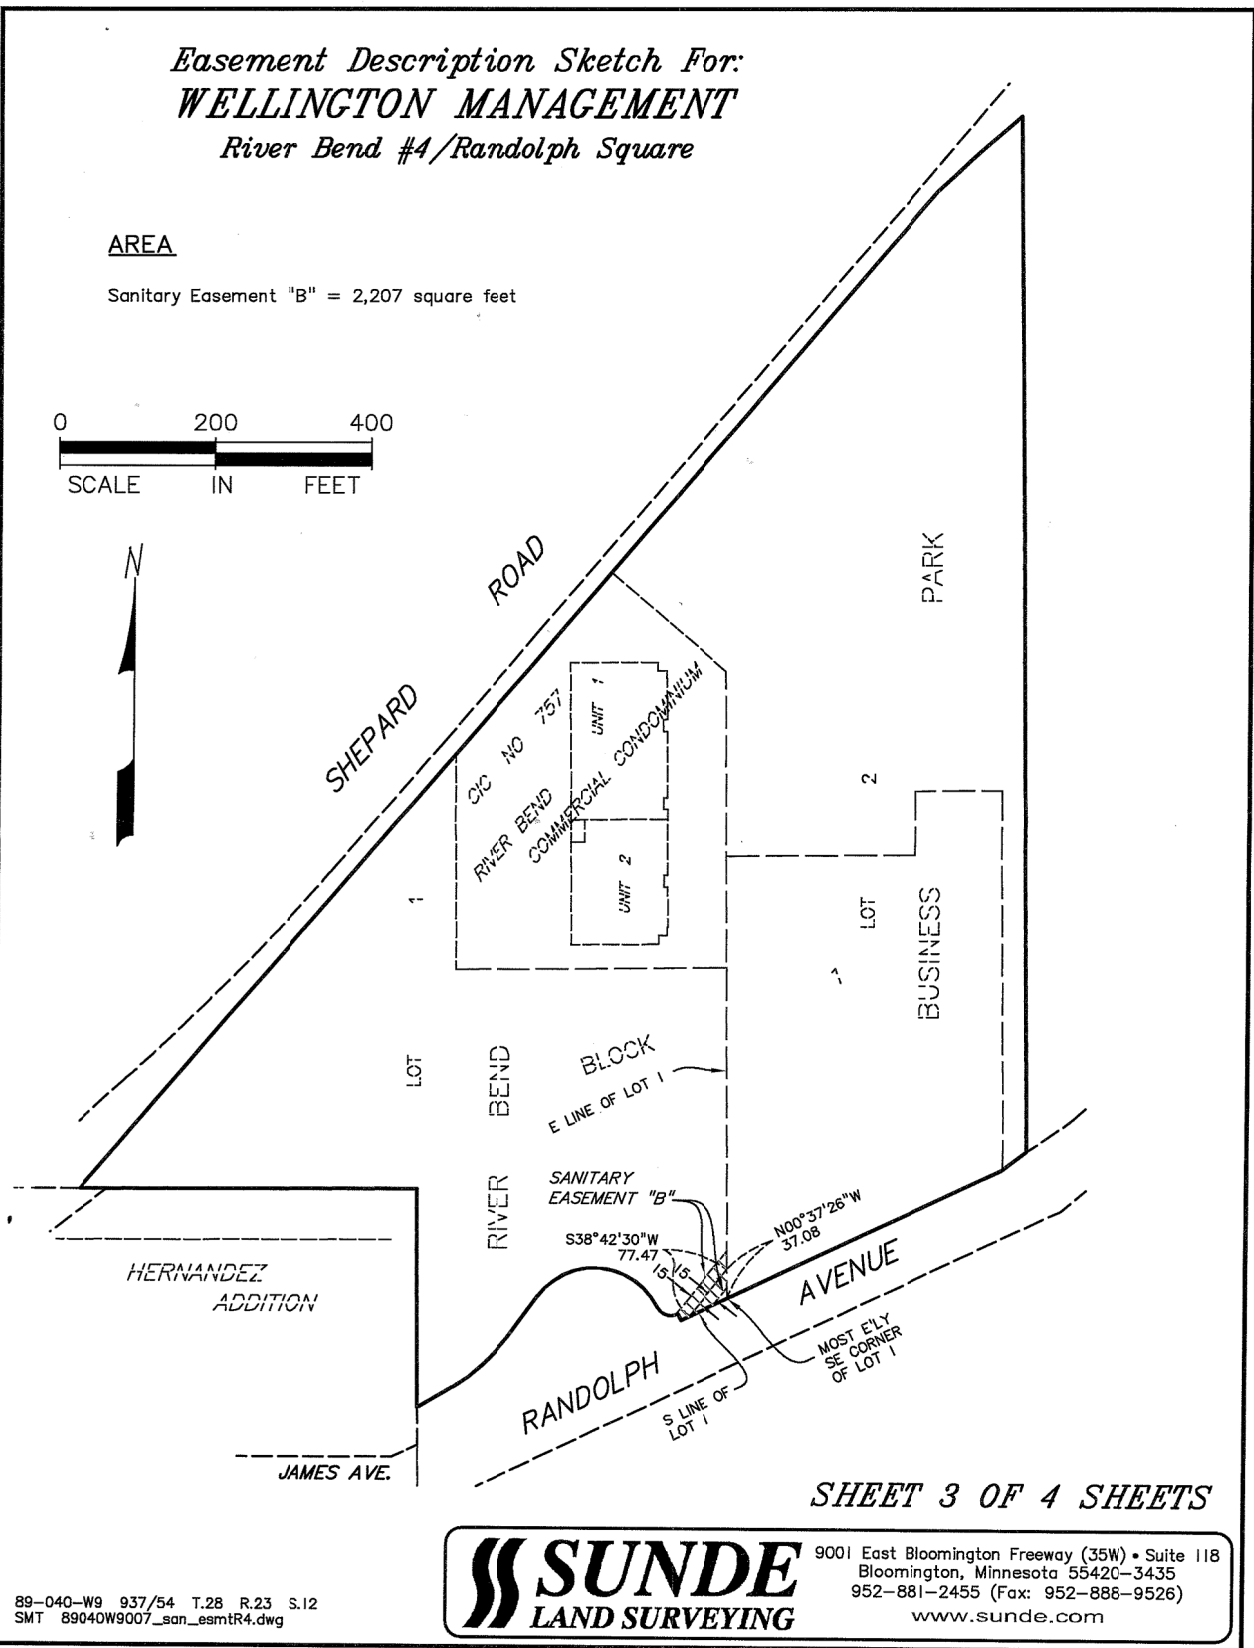 Easement Description Sketch For:
WELLINGTON MANAGEMENT
River Bend #4/Randolph Square
AREA
Sanitary Easement "B" = 2,207 square feet
0 200 400
SCALE IN FEET
N
SHEPARD ROAD
PARK
CIC NO 757
RIVER BEND
COMMERCIAL CONDOMINIUM
UNIT 1
UNIT 2
2
LOT
1
BUSINESS
1
LOT
BLOCK
E LINE OF LOT 1
RIVER BEND
SANITARY
EASEMENT "B"
S38°42'30"W
77.47
N00°37'26"W
37.08
15 15
HERNANDEZ
ADDITION
RANDOLPH AVENUE
MOST E'LY
SE CORNER
OF LOT 1
S LINE OF
LOT 1
JAMES AVE.
SHEET 3 OF 4 SHEETS
SUNDE
LAND SURVEYING
9001 East Bloomington Freeway (35W) • Suite 118
Bloomington, Minnesota 55420-3435
952-881-2455 (Fax: 952-888-9526)
www.sunde.com
89-040-W9 937/54 T.28 R.23 S.12
SMT 89040W9007_san_esmtR4.dwg